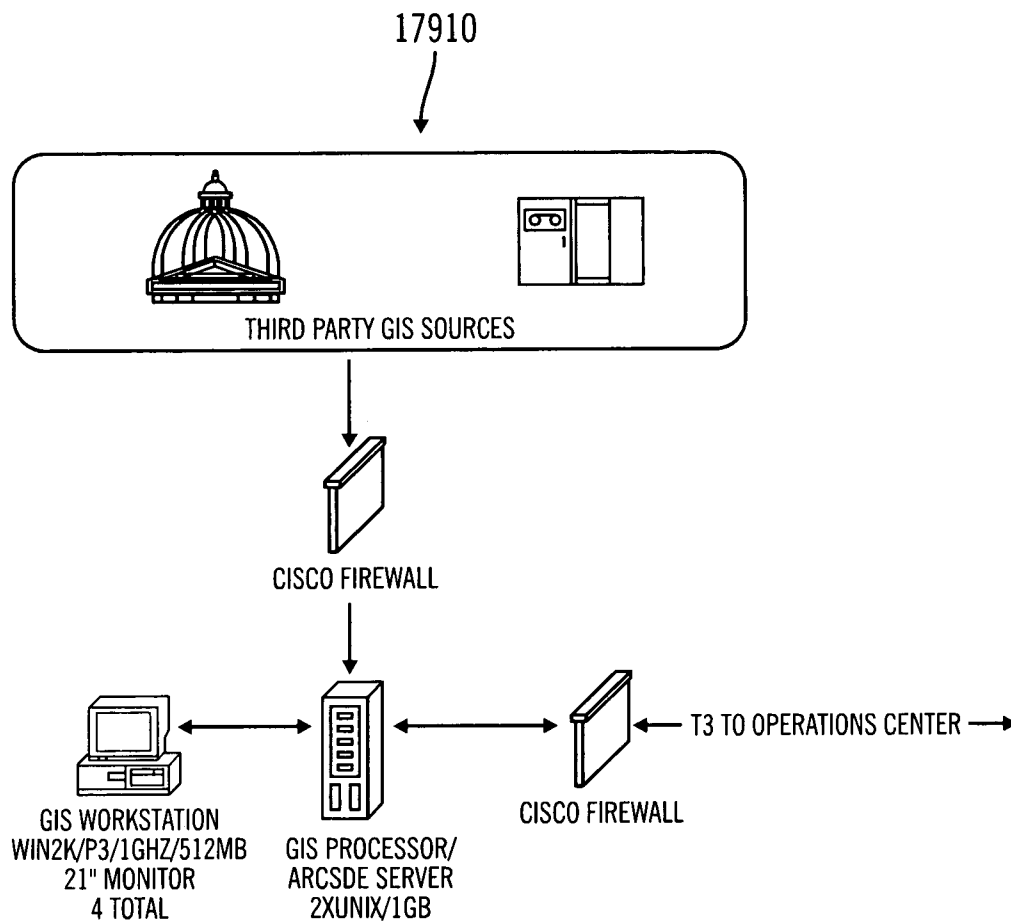 17910
THIRD PARTY GIS SOURCES
CISCO FIREWALL
T3 TO OPERATIONS CENTER
CISCO FIREWALL
GIS WORKSTATION
WIN2K/P3/1GHZ/512MB
21" MONITOR
4 TOTAL
GIS PROCESSOR/
ARCSDE SERVER
2XUNIX/1GB